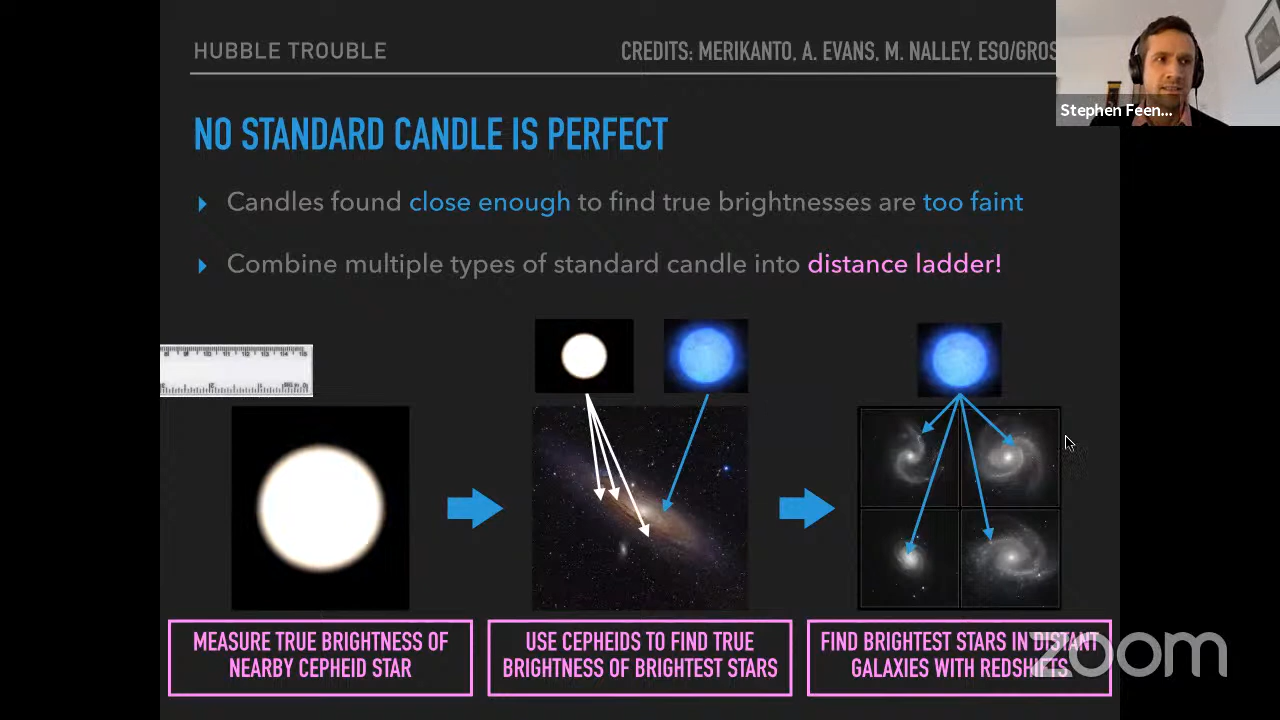 HUBBLE TROUBLE
CREDITS: MERIKANTO, A. EVANS, M. NALLEY, ESO/GROS
Stephen Feen...
NO STANDARD CANDLE IS PERFECT
Candles found close enough to find true brightnesses are too faint
Combine multiple types of standard candle into distance ladder!
MEASURE TRUE BRIGHTNESS OF
NEARBY CEPHEID STAR
USE CEPHEIDS TO FIND TRUE
BRIGHTNESS OF BRIGHTEST STARS
FIND BRIGHTEST STARS IN DISTANT
GALAXIES WITH REDSHIFTS
zoom